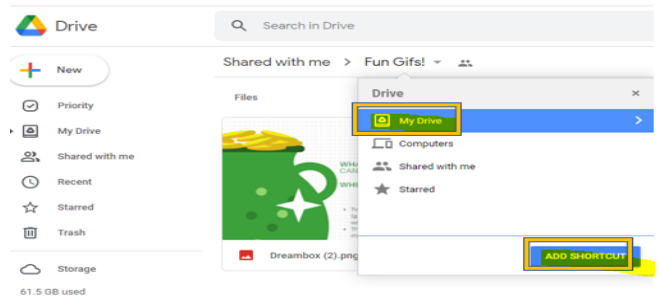 Drive
Search in Drive
New
Priority
My Drive
Shared with me
Recent
Starred
Trash
Storage
61.5 GB used
Shared with me > Fun Gifs!
Files
Dreambox (2).png
Drive
My Drive
Computers
Shared with me
Starred
ADD SHORTCUT